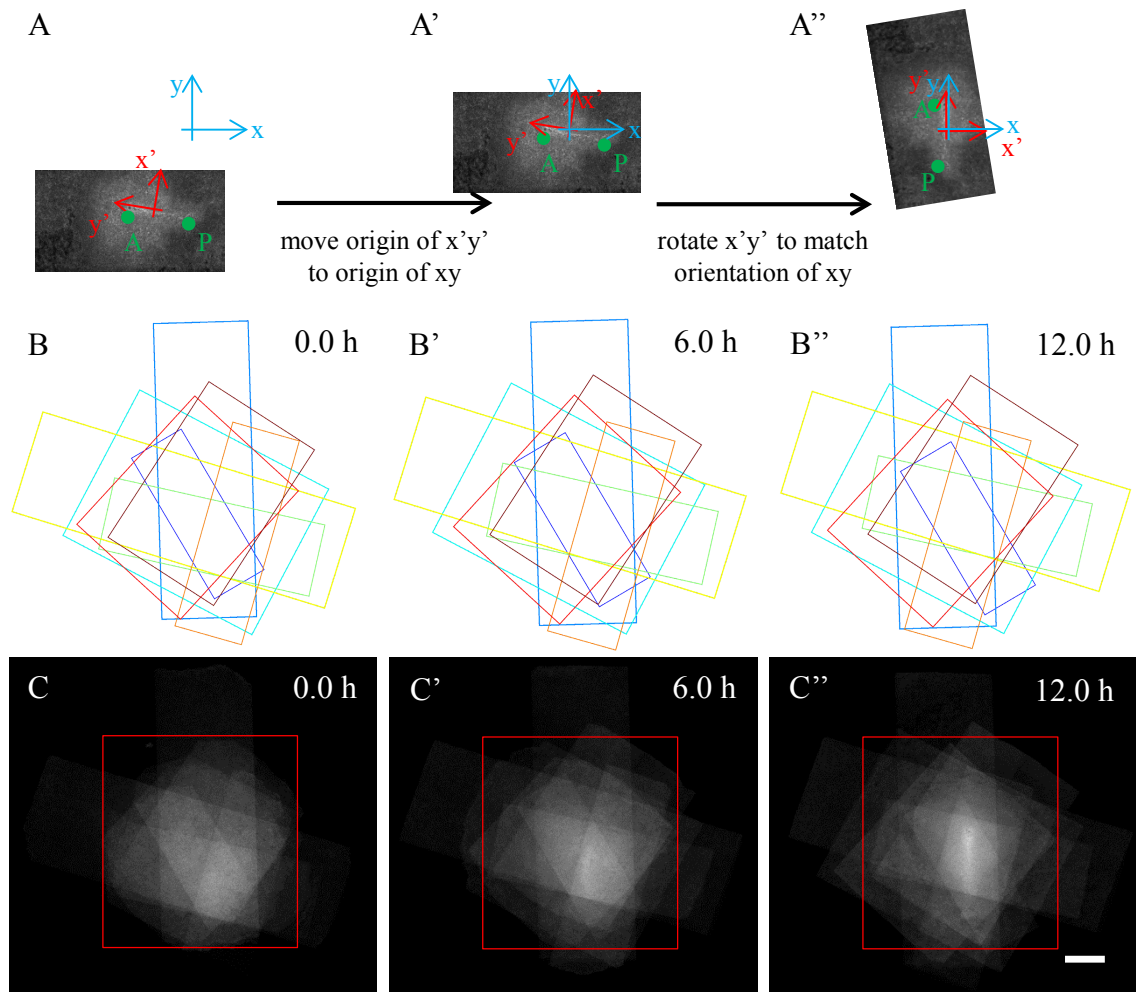 A
A’
A’’
y
x
x’
y’
A
P
y
x’
x
y’
A
P
y’
y
A
x
x’
P
move origin of x’y’
to origin of xy
rotate x’y’ to match
orientation of xy
B
0.0 h
B’
6.0 h
B’’
12.0 h
C
0.0 h
C’
6.0 h
C’’
12.0 h